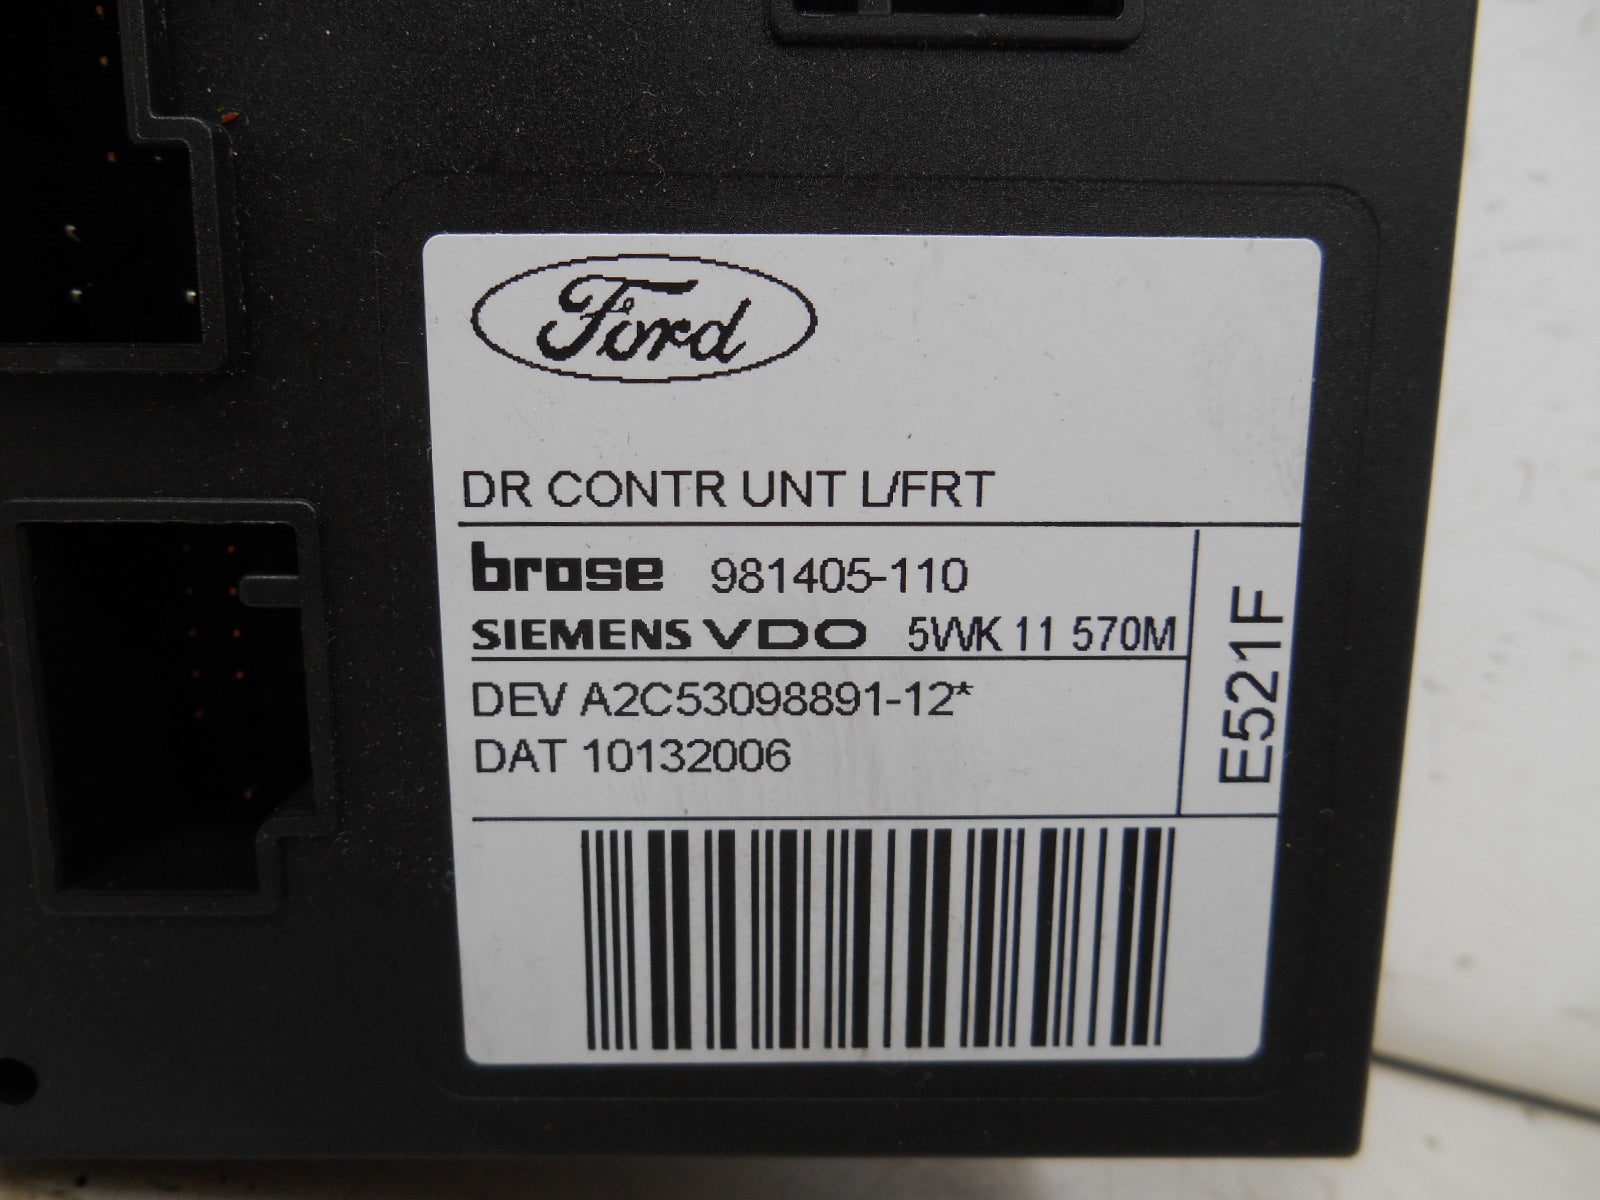 Ford
DR CONTR UNT L/FRT
brose 981405-110
SIEMENS VDO 5WK 11 570M
DEV A2C53098891-12*
DAT 10132006
E521F